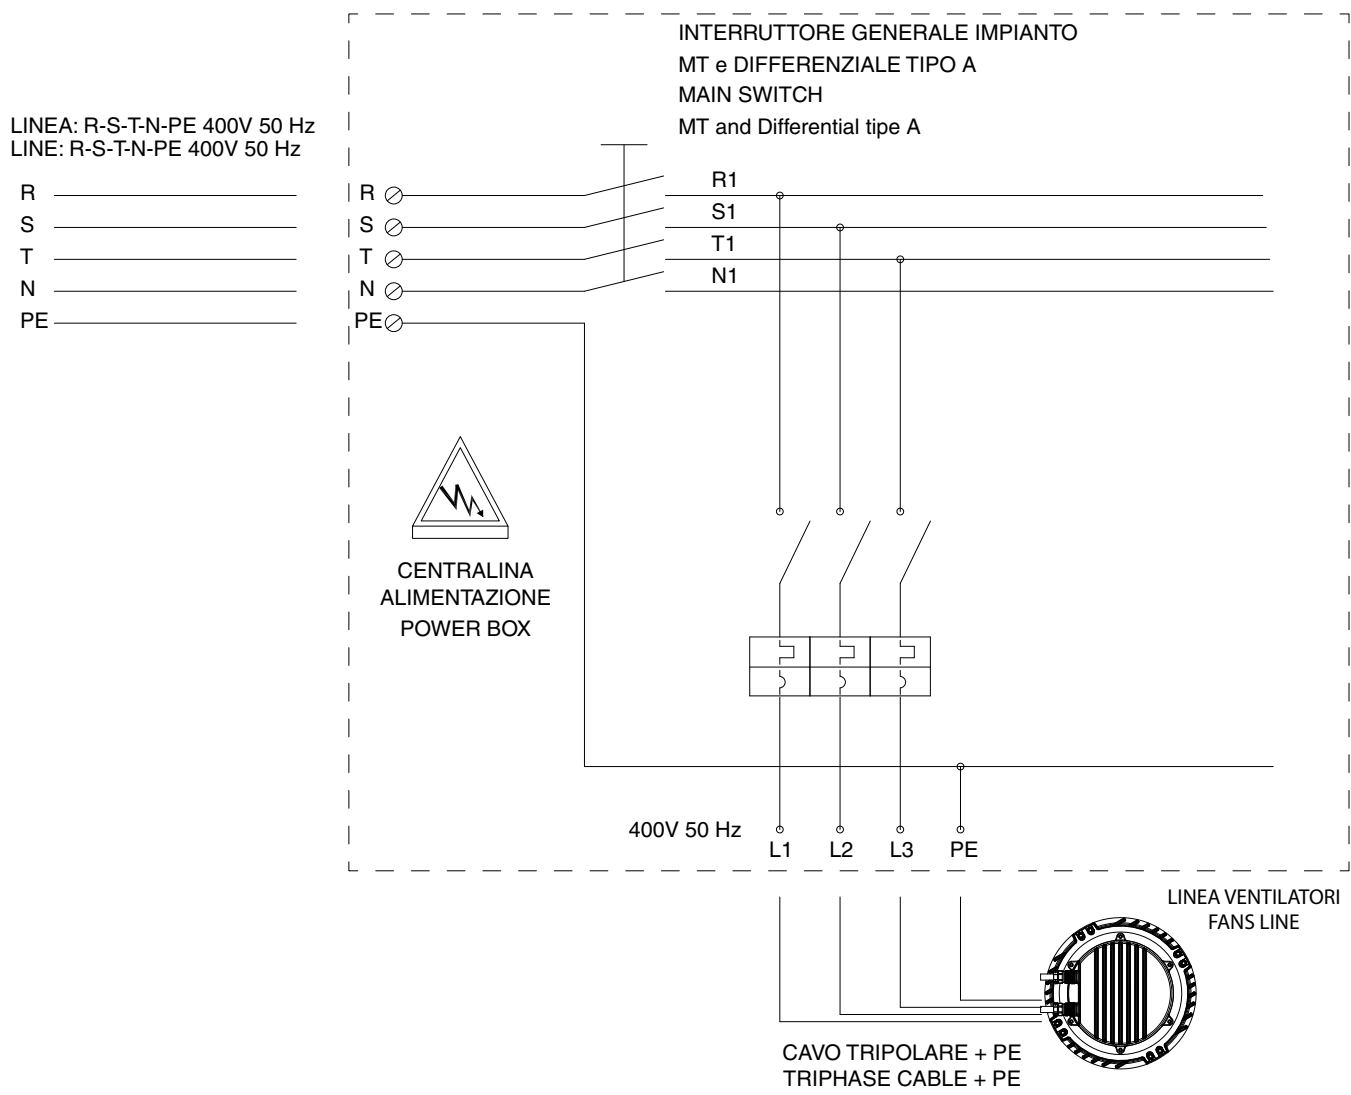 INTERRUTTORE GENERALE IMPIANTO
MT e DIFFERENZIALE TIPO A
MAIN SWITCH
MT and Differential tipe A
LINEA: R-S-T-N-PE 400V 50 Hz
LINE: R-S-T-N-PE 400V 50 Hz
R R R1
S S S1
T T T1
N N N1
PE PE
CENTRALINA
ALIMENTAZIONE
POWER BOX
400V 50 Hz
L1 L2 L3 PE
LINEA VENTILATORI
FANS LINE
CAVO TRIPOLARE + PE
TRIPHASE CABLE + PE